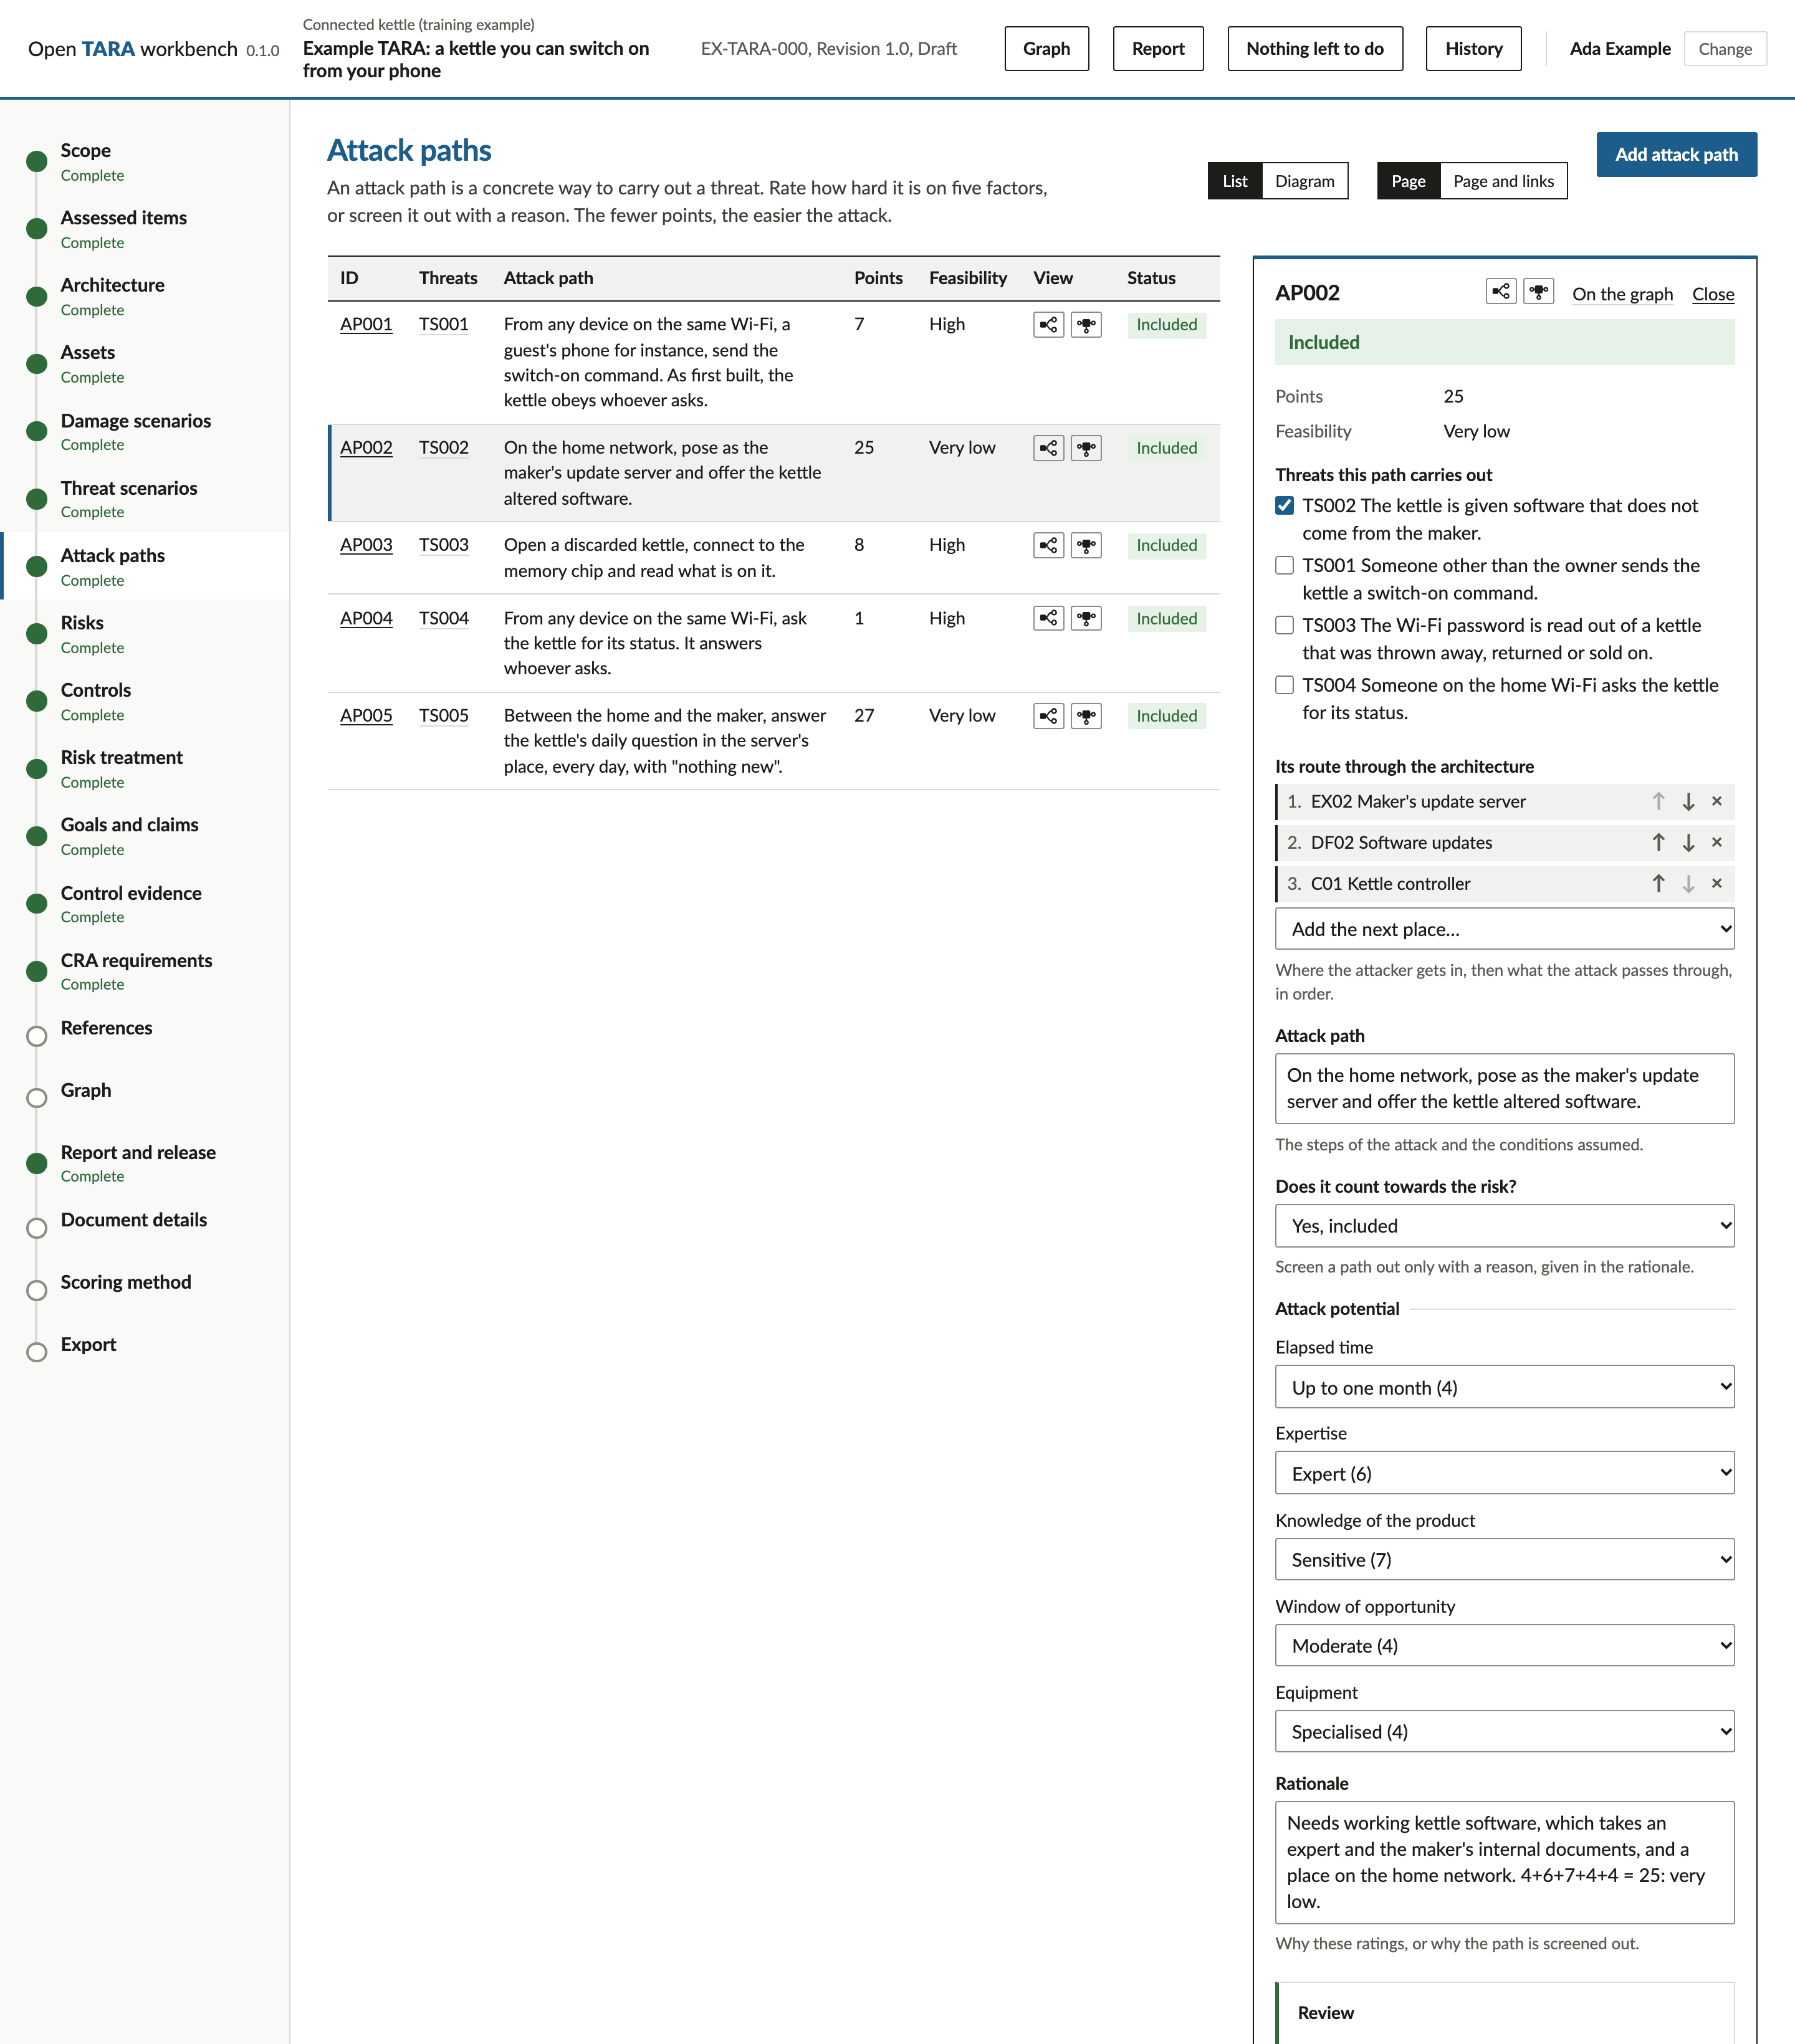 Open TARA workbench 0.1.0
Connected kettle (training example)
Example TARA: a kettle you can switch on
from your phone
EX-TARA-000, Revision 1.0, Draft
Graph
Report
Nothing left to do
History
Ada Example
Change
Scope
Complete
Assessed items
Complete
Architecture
Complete
Assets
Complete
Damage scenarios
Complete
Threat scenarios
Complete
Attack paths
Complete
Risks
Complete
Controls
Complete
Risk treatment
Complete
Goals and claims
Complete
Control evidence
Complete
CRA requirements
Complete
References
Graph
Report and release
Complete
Document details
Scoring method
Export
Attack paths
An attack path is a concrete way to carry out a threat. Rate how hard it is on five factors,
or screen it out with a reason. The fewer points, the easier the attack.
List Diagram
Page Page and links
Add attack path
ID Threats Attack path Points Feasibility View Status
AP001 TS001 From any device on the same Wi-Fi, a 7 High Included
guest's phone for instance, send the
switch-on command. As first built, the
kettle obeys whoever asks.
AP002 TS002 On the home network, pose as the 25 Very low Included
maker's update server and offer the kettle
altered software.
AP003 TS003 Open a discarded kettle, connect to the 8 High Included
memory chip and read what is on it.
AP004 TS004 From any device on the same Wi-Fi, ask 1 High Included
the kettle for its status. It answers
whoever asks.
AP005 TS005 Between the home and the maker, answer 27 Very low Included
the kettle's daily question in the server's
place, every day, with "nothing new".
AP002
On the graph
Close
Included
Points 25
Feasibility Very low
Threats this path carries out
TS002 The kettle is given software that does not
come from the maker.
TS001 Someone other than the owner sends the
kettle a switch-on command.
TS003 The Wi-Fi password is read out of a kettle
that was thrown away, returned or sold on.
TS004 Someone on the home Wi-Fi asks the kettle
for its status.
Its route through the architecture
1. EX02 Maker's update server ↑ ↓ ×
2. DF02 Software updates ↑ ↓ ×
3. C01 Kettle controller ↑ ↓ ×
Add the next place...
Where the attacker gets in, then what the attack passes through,
in order.
Attack path
On the home network, pose as the maker's update
server and offer the kettle altered software.
The steps of the attack and the conditions assumed.
Does it count towards the risk?
Yes, included
Screen a path out only with a reason, given in the rationale.
Attack potential
Elapsed time
Up to one month (4)
Expertise
Expert (6)
Knowledge of the product
Sensitive (7)
Window of opportunity
Moderate (4)
Equipment
Specialised (4)
Rationale
Needs working kettle software, which takes an
expert and the maker's internal documents, and a
place on the home network. 4+6+7+4+4 = 25: very
low.
Why these ratings, or why the path is screened out.
Review